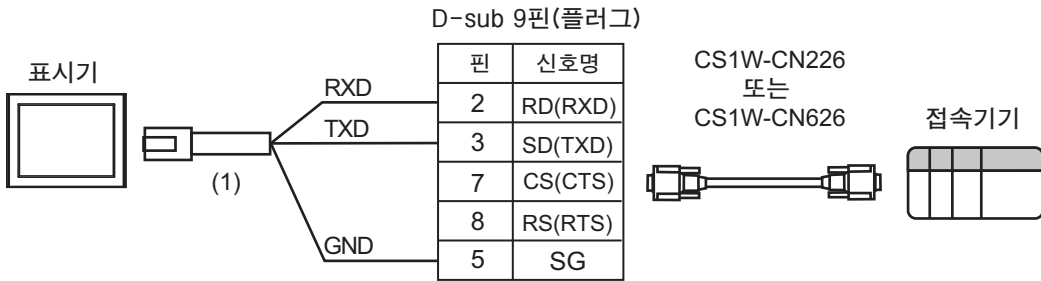 D-sub 9핀(플러그)
표시기
RXD
TXD
GND
(1)
핀 신호명
2 RD(RXD)
3 SD(TXD)
7 CS(CTS)
8 RS(RTS)
5 SG
CS1W-CN226
또는
CS1W-CN626
접속기기